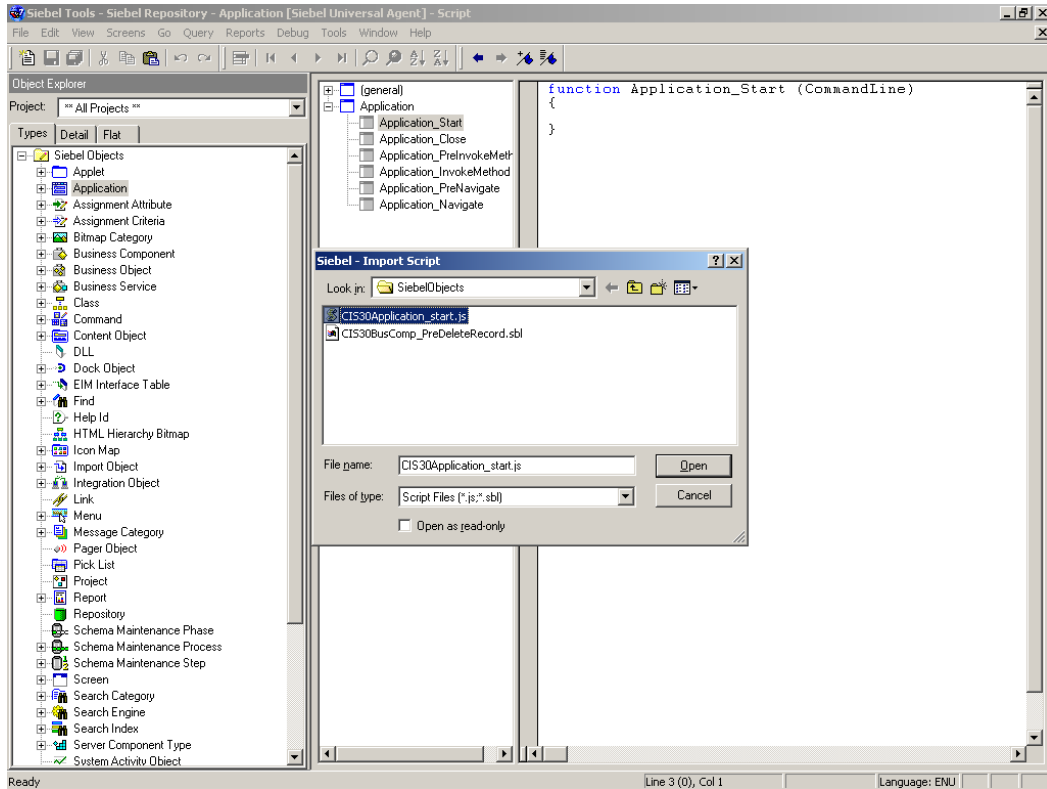 Siebel Tools - Siebel Repository - Application [Siebel Universal Agent] - Script
File Edit View Screens Go Query Reports Debug Tools Window Help
Object Explorer
Project: ** All Projects **
Types Detail Flat
Siebel Objects
Applet
Application
Assignment Attribute
Assignment Criteria
Bitmap Category
Business Component
Business Object
Business Service
Class
Command
Content Object
DLL
Dock Object
EIM Interface Table
Find
Help Id
HTML Hierarchy Bitmap
Icon Map
Import Object
Integration Object
Link
Menu
Message Category
Pager Object
Pick List
Project
Report
Repository
Schema Maintenance Phase
Schema Maintenance Process
Schema Maintenance Step
Screen
Search Category
Search Engine
Search Index
Server Component Type
System Activity Object
(general)
Application
Application_Start
Application_Close
Application_PreInvokeMeth
Application_InvokeMethod
Application_PreNavigate
Application_Navigate
function Application_Start (CommandLine)
{
}
Siebel - Import Script
Look in: SiebelObjects
CIS30Application_start.js
CIS30BusComp_PreDeleteRecord.sbl
File name: CIS30Application_start.js Open
Files of type: Script Files (*.js;*.sbl) Cancel
Open as read-only
Ready Line 3 (0), Col 1 Language: ENU